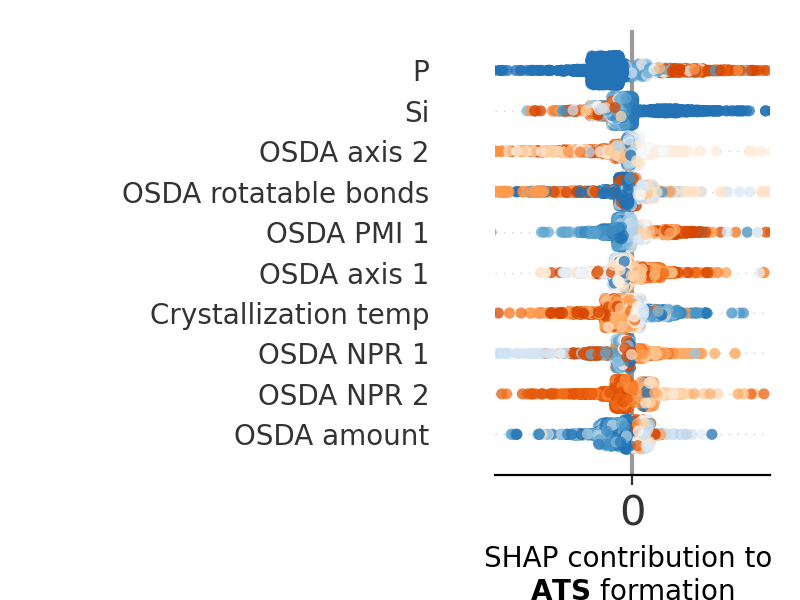 P
Si
OSDA axis 2
OSDA rotatable bonds
OSDA PMI 1
OSDA axis 1
Crystallization temp
OSDA NPR 1
OSDA NPR 2
OSDA amount
0
SHAP contribution to
ATS formation